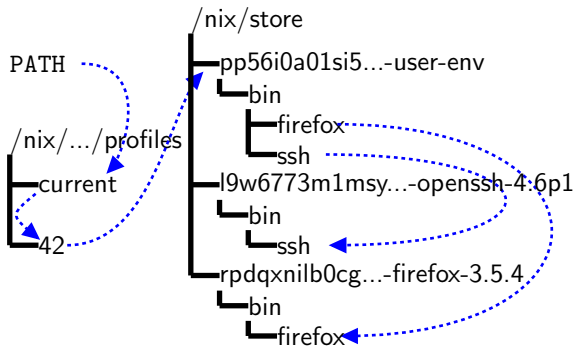 /nix/store
PATH
pp56i0a01si5...-user-env
bin
firefox
ssh
/nix/.../profiles
current
42
l9w6773m1msy...-openssh-4.6p1
bin
ssh
rpdqxnilb0cg...-firefox-3.5.4
bin
firefox